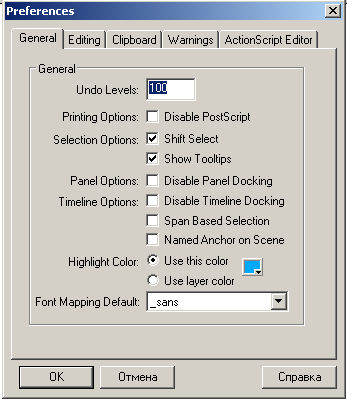 Preferences
General Editing Clipboard Warnings ActionScript Editor
General
Undo Levels: 100
Printing Options: Disable PostScript
Selection Options: Shift Select
Show Tooltips
Panel Options: Disable Panel Docking
Timeline Options: Disable Timeline Docking
Span Based Selection
Named Anchor on Scene
Highlight Color: Use this color
Use layer color
Font Mapping Default: _sans
OK Отмена Справка